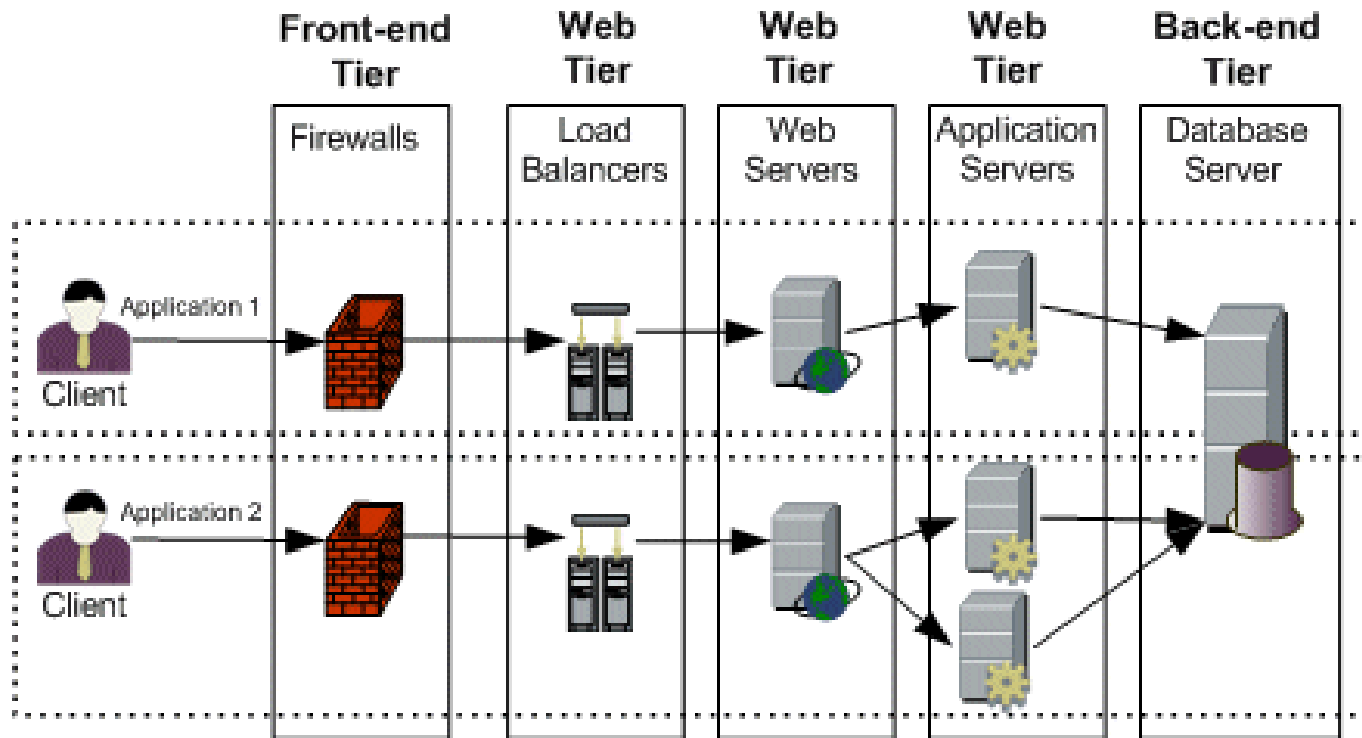 Front-end
Tier
Web
Tier
Web
Tier
Web
Tier
Back-end
Tier
Firewalls
Load
Balancers
Web
Servers
Application
Servers
Database
Server
Application 1
Client
Application 2
Client